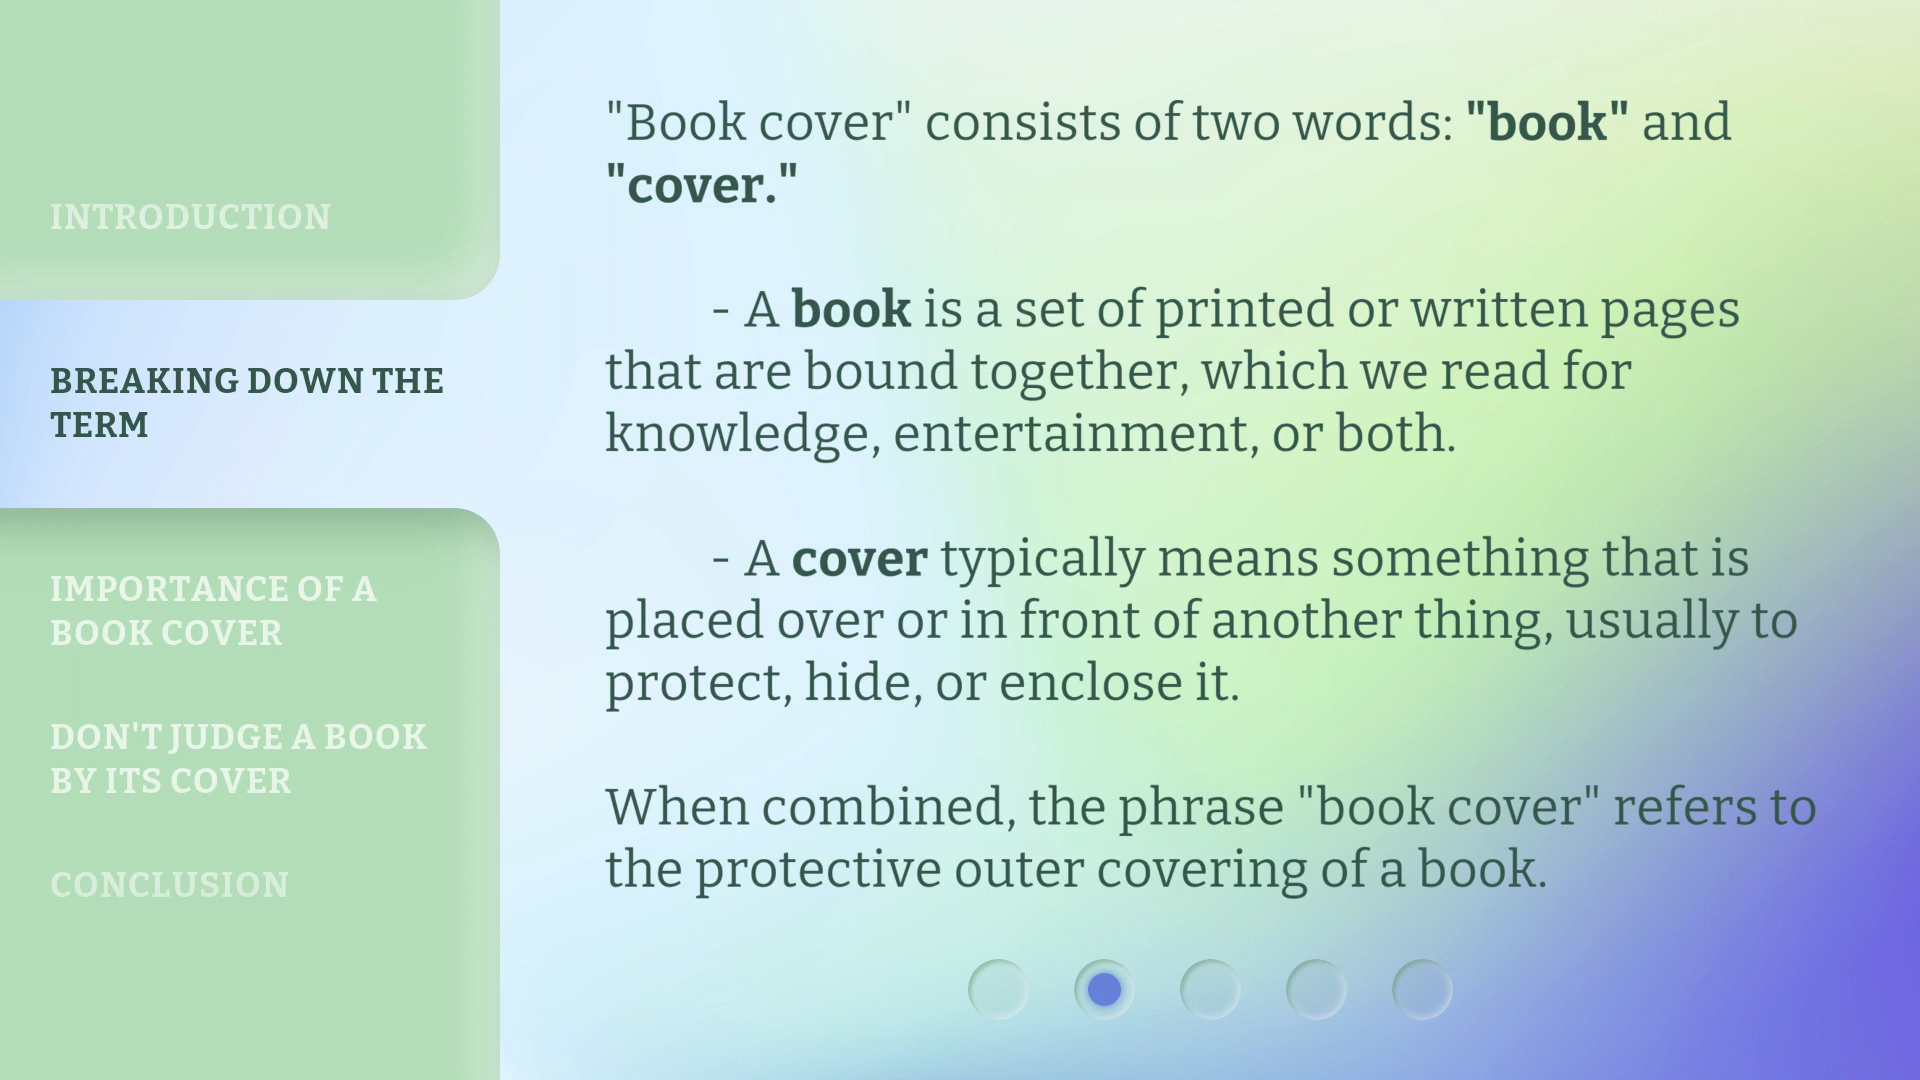 INTRODUCTION
BREAKING DOWN THE
TERM
IMPORTANCE OF A
BOOK COVER
DON'T JUDGE A BOOK
BY ITS COVER
CONCLUSION
"Book cover" consists of two words: "book" and
"cover."
- A book is a set of printed or written pages
that are bound together, which we read for
knowledge, entertainment, or both.
- A cover typically means something that is
placed over or in front of another thing, usually to
protect, hide, or enclose it.
When combined, the phrase "book cover" refers to
the protective outer covering of a book.